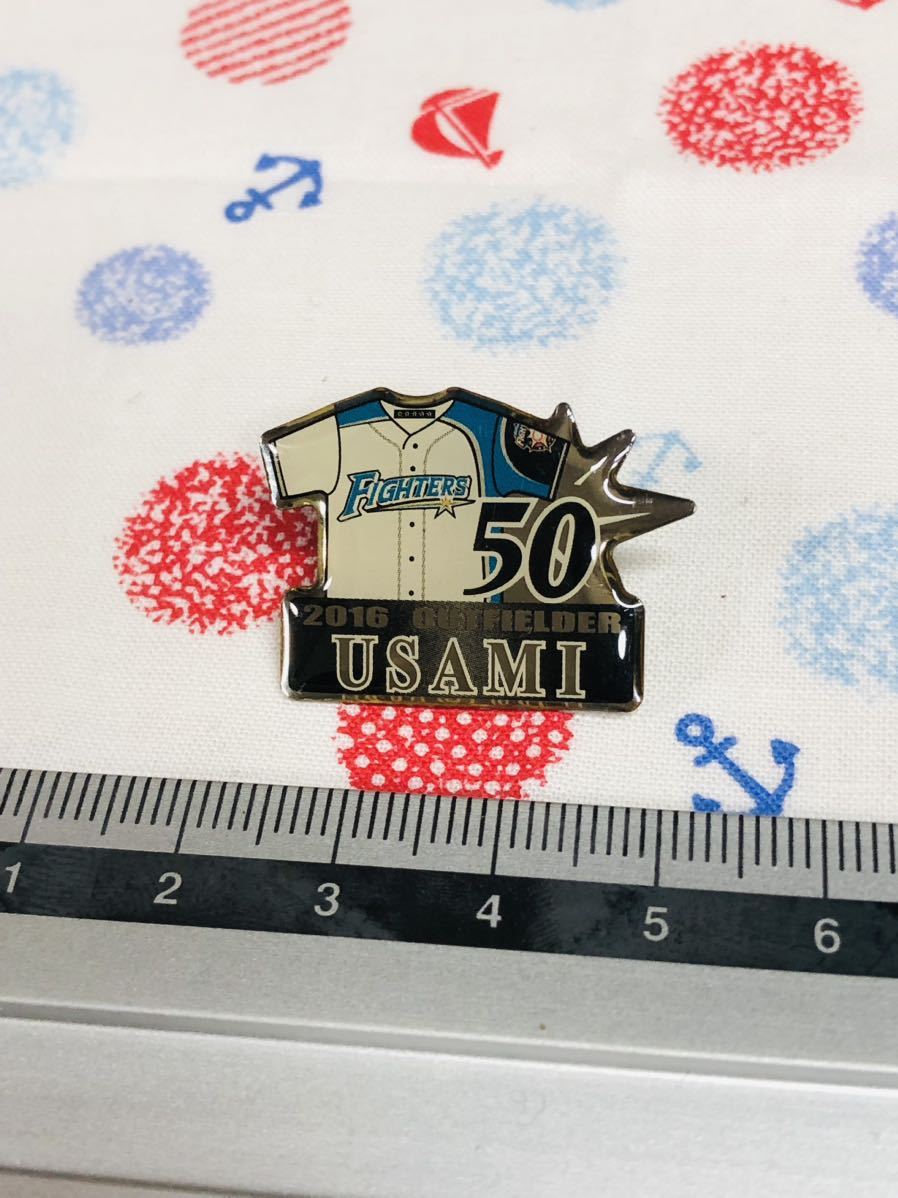 FIGHTERS
50
2016 OUTFIELDER
USAMI
1 2 3 4 5 6